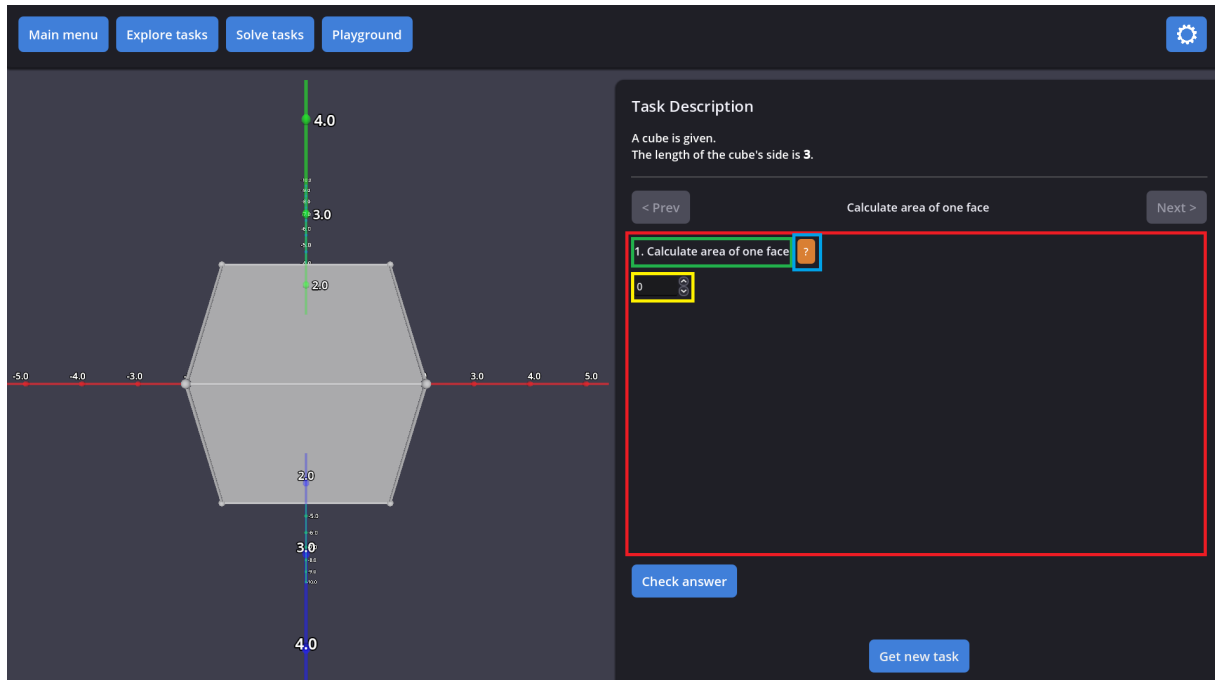 Main menu
Explore tasks
Solve tasks
Playground
4.0
3.0
2.0
-5.0
-4.0
-3.0
3.0
4.0
5.0
2.0
3.0
4.0
Task Description
A cube is given.
The length of the cube's side is 3.
< Prev
Calculate area of one face
Next >
1. Calculate area of one face
?
0
Check answer
Get new task